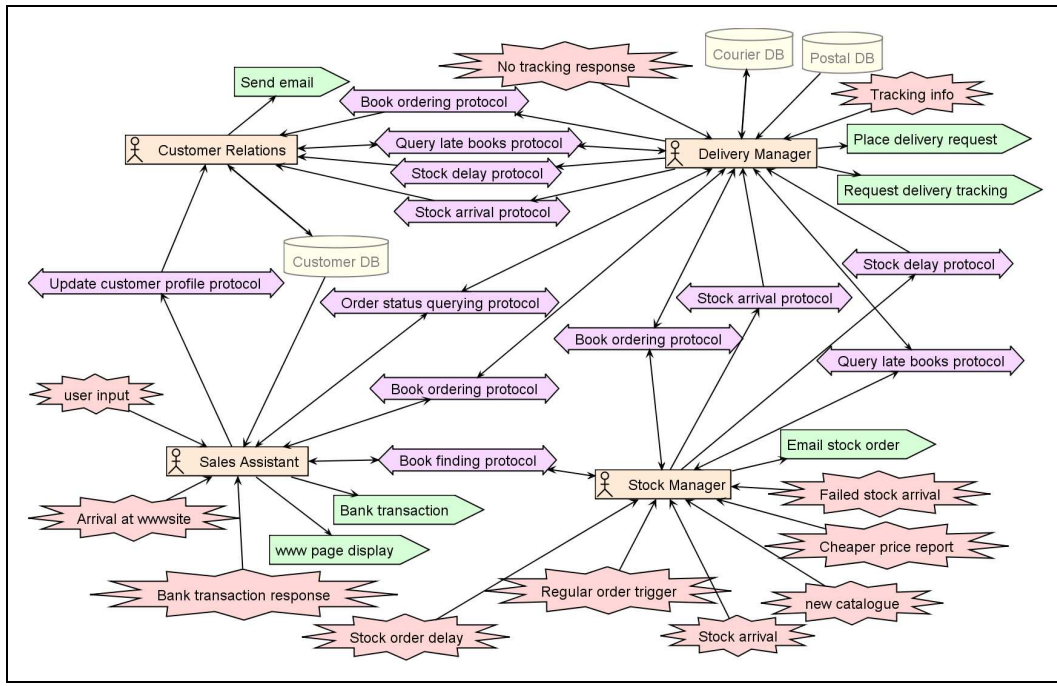 Courier DB
Postal DB
No tracking response
Send email
Tracking info
Book ordering protocol
Place delivery request
Customer Relations
Query late books protocol
Delivery Manager
Stock delay protocol
Request delivery tracking
Stock arrival protocol
Customer DB
Stock delay protocol
Update customer profile protocol
Order status querying protocol
Stock arrival protocol
Book ordering protocol
Query late books protocol
user input
Book ordering protocol
Email stock order
Sales Assistant
Book finding protocol
Stock Manager
Failed stock arrival
Arrival at wwwsite
Bank transaction
Cheaper price report
www page display
Bank transaction response
Regular order trigger
new catalogue
Stock order delay
Stock arrival